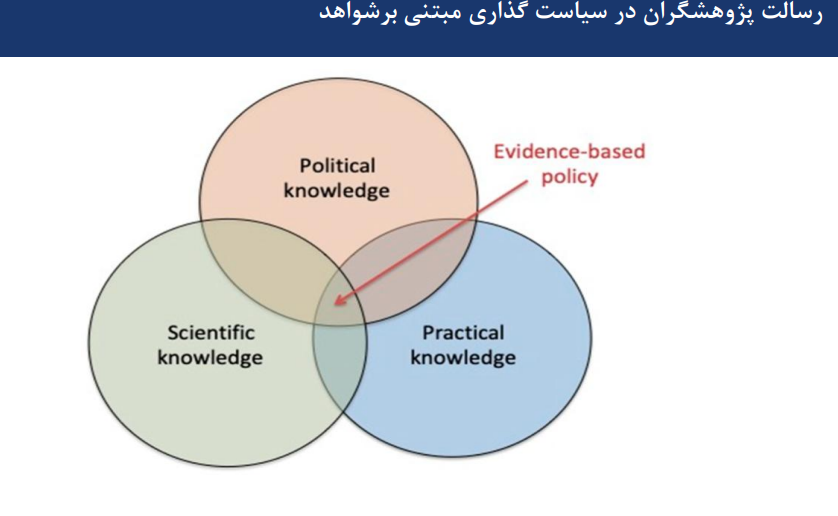 رسالت پژوهشگران در سیاست گذاری مبتنی برشواهد
Evidence-based
policy
Political
knowledge
Scientific
knowledge
Practical
knowledge